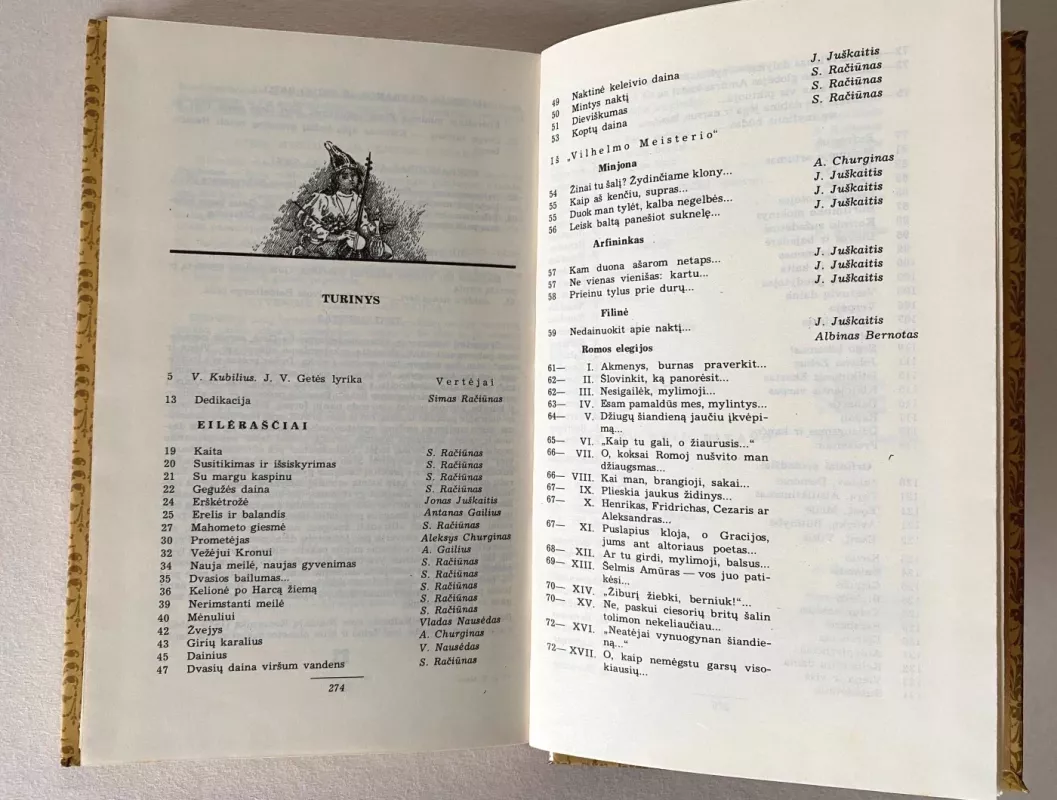 TURINYS
5 V. Kubilius. J. V. Getės lyrika Vertėjai
13 Dedikacija Simas Račiūnas
EILĖRAŠČIAI
19 Kaita S. Račiūnas
20 Susitikimas ir išsiskyrimas S. Račiūnas
21 Su margu kaspinu S. Račiūnas
22 Gegužės daina S. Račiūnas
24 Erškėtrožė Jonas Juškaitis
25 Erelis ir balandis Antanas Gailius
27 Mahometo giesmė S. Račiūnas
30 Prometėjas Aleksys Churginas
32 Vežėjui Kronui A. Gailius
34 Nauja meilė, naujas gyvenimas S. Račiūnas
35 Dvasios bailumas... S. Račiūnas
36 Kelionė po Harcą žiemą S. Račiūnas
39 Nerimstanti meilė S. Račiūnas
40 Mėnuliui S. Račiūnas
42 Žvejys Vladas Nausėdas
43 Girių karalius A. Churginas
45 Dainius V. Nausėdas
47 Dvasių daina viršum vandens S. Račiūnas
274
49 Naktinė keleivio daina J. Juškaitis
50 Mintys naktį S. Račiūnas
51 Dieviškumas S. Račiūnas
53 Koptų daina S. Račiūnas
Iš „Vilhelmo Meisterio“
Minjona
54 Žinai tu šalį? Žydinčiame klony... A. Churginas
55 Kaip aš kenčiu, supras... J. Juškaitis
55 Duok man tylėt, kalba negelbės... J. Juškaitis
56 Leisk baltą panešiot suknelę... J. Juškaitis
Arfininkas
57 Kam duona ašarom netaps... J. Juškaitis
57 Ne vienas vienišas: kartu... J. Juškaitis
58 Prieinu tylus prie durų... J. Juškaitis
Filinė
59 Nedainuokit apie naktį... J. Juškaitis
Romos elegijos Albinas Bernotas
61— I. Akmenys, burnas praverkit...
62— II. Šlovinkit, ką panorėsit...
62— III. Nesigailėk, mylimoji...
63— IV. Esam pamaldūs mes, mylintys...
64— V. Džiugų šiandieną jaučiu įkvėpi-
mą...
65— VI. „Kaip tu gali, o žiaurusis...“
66— VII. O, koksai Romoj nušvito man
džiaugsmas...
66— VIII. Kai man, brangioji, sakai...
67— IX. Plieskia jaukus židinys...
67— X. Henrikas, Fridrichas, Cezaris ar
Aleksandras...
67— XI. Puslapius kloja, o Gracijos,
jums ant altoriaus poetas...
68— XII. Ar tu girdi, mylimoji, balsus...
69— XIII. Šelmis Amūras — vos juo pati-
kėsi...
70— XIV. „Žiburį žiebki, berniuk!“...
70— XV. Ne, paskui ciesorių britų šalin
tolimon nekeliaučiau...
72— XVI. „Neatėjai vynuogynan šiandie-
ną...“
72— XVII. O, kaip nemėgstu garsų viso-
kiausių...